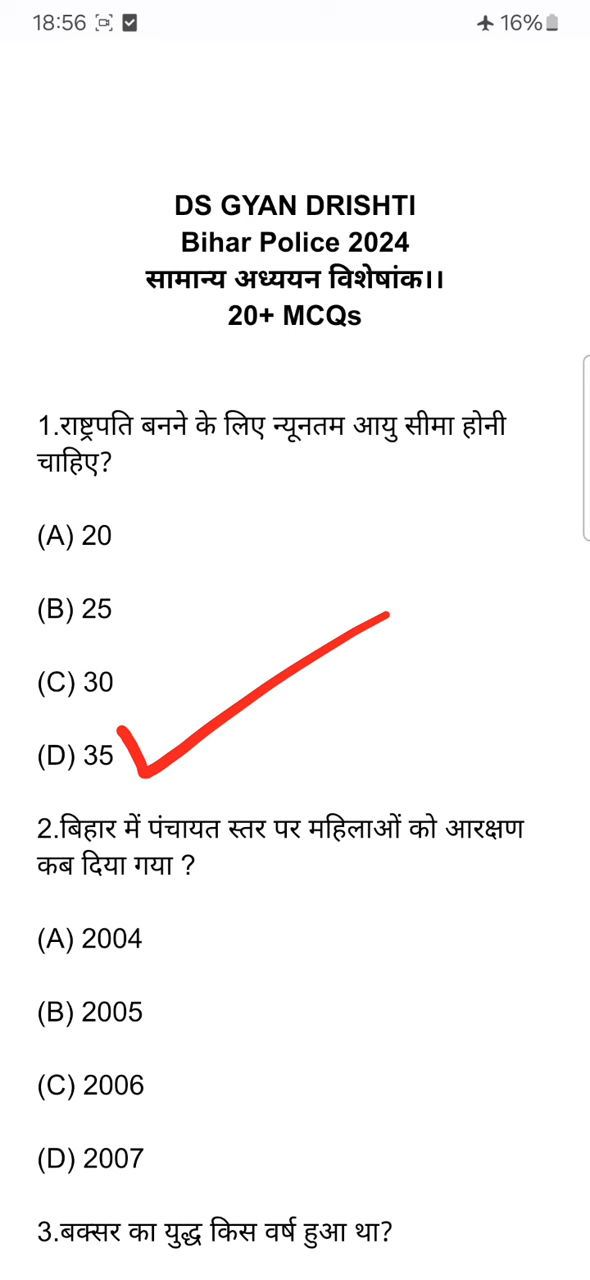 18:56
16%
DS GYAN DRISHTI
Bihar Police 2024
सामान्य अध्ययन विशेषांक।।
20+ MCQs
1.राष्ट्रपति बनने के लिए न्यूनतम आयु सीमा होनी
चाहिए?
(A) 20
(B) 25
(C) 30
(D) 35
2.बिहार में पंचायत स्तर पर महिलाओं को आरक्षण
कब दिया गया ?
(A) 2004
(B) 2005
(C) 2006
(D) 2007
3.बक्सर का युद्ध किस वर्ष हुआ था?